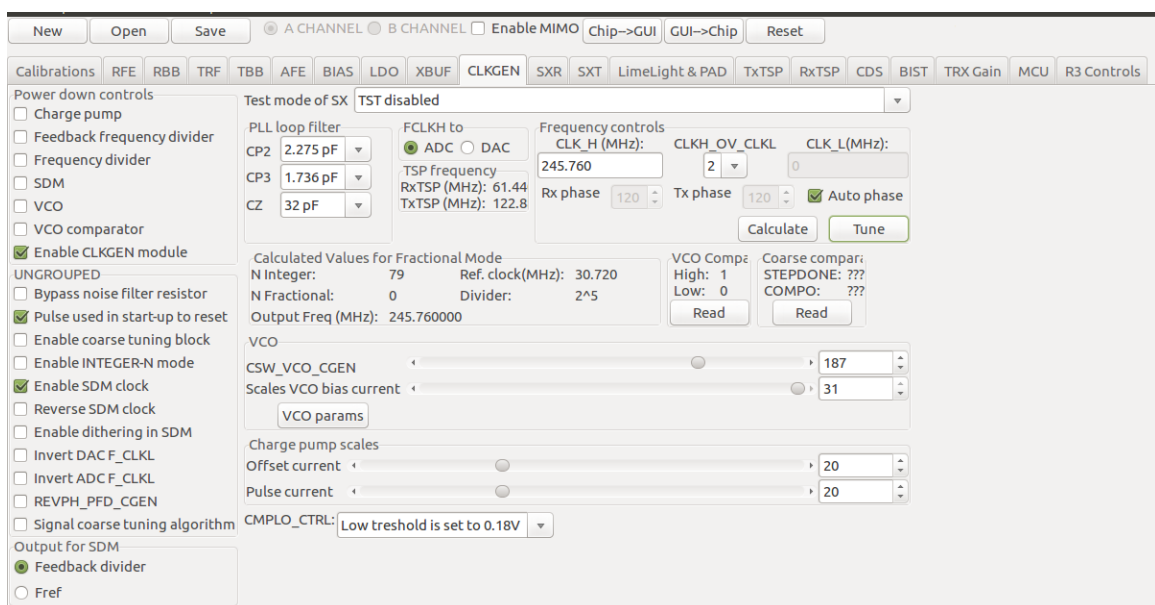 New Open Save A CHANNEL B CHANNEL Enable MIMO Chip-->GUI GUI-->Chip Reset
Calibrations RFE RBB TRF TBB AFE BIAS LDO XBUF CLKGEN SXR SXT LimeLight & PAD TxTSP RxTSP CDS BIST TRX Gain MCU R3 Controls
Power down controls
Charge pump
Feedback frequency divider
Frequency divider
SDM
VCO
VCO comparator
Enable CLKGEN module
UNGROUPED
Bypass noise filter resistor
Pulse used in start-up to reset
Enable coarse tuning block
Enable INTEGER-N mode
Enable SDM clock
Reverse SDM clock
Enable dithering in SDM
Invert DAC F_CLKL
Invert ADC F_CLKL
REVPH_PFD_CGEN
Signal coarse tuning algorithm
Output for SDM
Feedback divider
Fref
Test mode of SX TST disabled
PLL loop filter
CP2 2.275 pF
CP3 1.736 pF
CZ 32 pF
FCLKH to
ADC DAC
TSP frequency
RxTSP (MHz): 61.44
TxTSP (MHz): 122.8
Frequency controls
CLK_H (MHz): CLKH_OV_CLKL CLK_L(MHz):
245.760 2 0
Rx phase 120 Tx phase 120 Auto phase
Calculate Tune
Calculated Values for Fractional Mode
N Integer: 79 Ref. clock(MHz): 30.720
N Fractional: 0 Divider: 2^5
Output Freq (MHz): 245.760000
VCO Compa
High: 1
Low: 0
Read
Coarse compara
STEPDONE: ???
COMPO: ???
Read
VCO
CSW_VCO_CGEN 187
Scales VCO bias current 31
VCO params
Charge pump scales
Offset current 20
Pulse current 20
CMPLO_CTRL: Low treshold is set to 0.18V